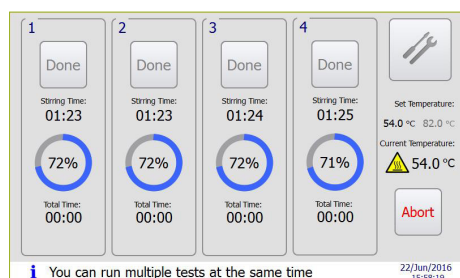 1 2 3 4
Done Done Done Done
Stirring Time: Stirring Time: Stirring Time: Stirring Time:
01:23 01:23 01:24 01:25
72% 72% 72% 71%
Total Time: Total Time: Total Time: Total Time:
00:00 00:00 00:00 00:00
Set Temperature:
54.0 °C 82.0 °C
Current Temperature:
54.0 °C
Abort
i You can run multiple tests at the same time
22/Jun/2016
15:58:19